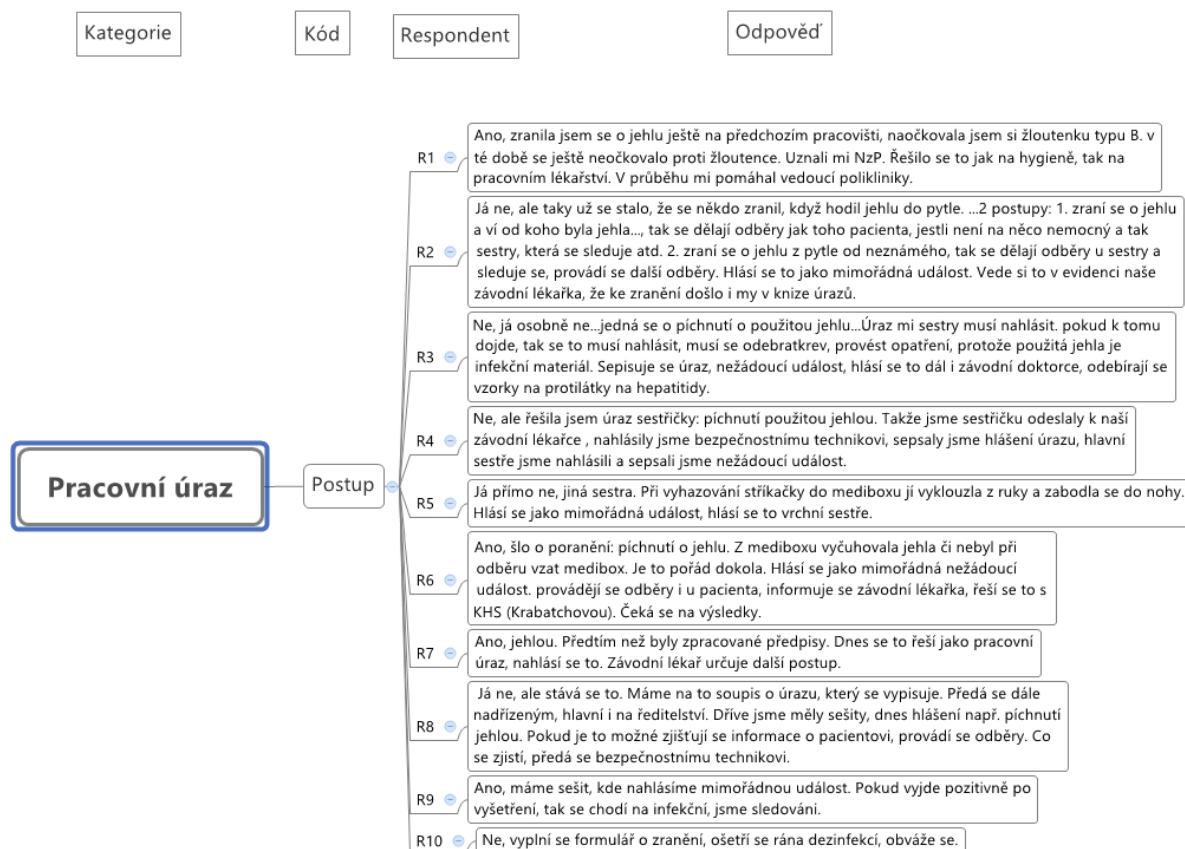 Kategorie
Kód
Respondent
Odpověď
R1
Ano, zranila jsem se o jehlu ještě na předchozím pracovišti, naočkovala jsem si žloutenku typu B. v
té době se ještě neočkovalo proti žloutence. Uznali mi NzP. Řešilo se to jak na hygieně, tak na
pracovním lékařství. V průběhu mi pomáhal vedoucí polikliniky.
R2
Já ne, ale taky už se stalo, že se někdo zranil, když hodil jehlu do pytle. ...2 postupy: 1. zraní se o jehlu
a ví od koho byla jehla..., tak se dělají odběry jak toho pacienta, jestli není na něco nemocný a tak
sestry, která se sleduje atd. 2. zraní se o jehlu z pytle od neznámého, tak se dělají odběry u sestry a
sleduje se, provádí se další odběry. Hlásí se to jako mimořádná událost. Vede si to v evidenci naše
závodní lékařka, že ke zranění došlo i my v knize úrazů.
R3
Ne, já osobně ne...jedná se o píchnutí o použitou jehlu...Úraz mi sestry musí nahlásit. pokud k tomu
dojde, tak se to musí nahlásit, musí se odebratkrev, provést opatření, protože použitá jehla je
infekční materiál. Sepisuje se úraz, nežádoucí událost, hlásí se to dál i závodní doktorce, odebírají se
vzorky na protilátky na hepatitidy.
R4
Ne, ale řešila jsem úraz sestřičky: píchnutí použitou jehlou. Takže jsme sestřičku odeslaly k naší
závodní lékařce , nahlásily jsme bezpečnostnímu technikovi, sepsaly jsme hlášení úrazu, hlavní
sestře jsme nahlásili a sepsali jsme nežádoucí událost.
Pracovní úraz
Postup
R5
Já přímo ne, jiná sestra. Při vyhazování stříkačky do mediboxu jí vyklouzla z ruky a zabodla se do nohy.
Hlásí se jako mimořádná událost, hlásí se to vrchní sestře.
R6
Ano, šlo o poranění: píchnutí o jehlu. Z mediboxu vyčuhovala jehla či nebyl při
odběru vzat medibox. Je to pořád dokola. Hlásí se jako mimořádná nežádoucí
událost. provádějí se odběry i u pacienta, informuje se závodní lékařka, řeší se to s
KHS (Krabatchovou). Čeká se na výsledky.
R7
Ano, jehlou. Předtím než byly zpracované předpisy. Dnes se to řeší jako pracovní
úraz, nahlásí se to. Závodní lékař určuje další postup.
R8
Já ne, ale stává se to. Máme na to soupis o úrazu, který se vypisuje. Předá se dále
nadřízeným, hlavní i na ředitelství. Dříve jsme měly sešity, dnes hlášení např. píchnutí
jehlou. Pokud je to možné zjišťují se informace o pacientovi, provádí se odběry. Co
se zjistí, předá se bezpečnostnímu technikovi.
R9
Ano, máme sešit, kde nahlásíme mimořádnou událost. Pokud vyjde pozitivně po
vyšetření, tak se chodí na infekční, jsme sledováni.
R10
Ne, vyplní se formulář o zranění, ošetří se rána dezinfekcí, obváže se.